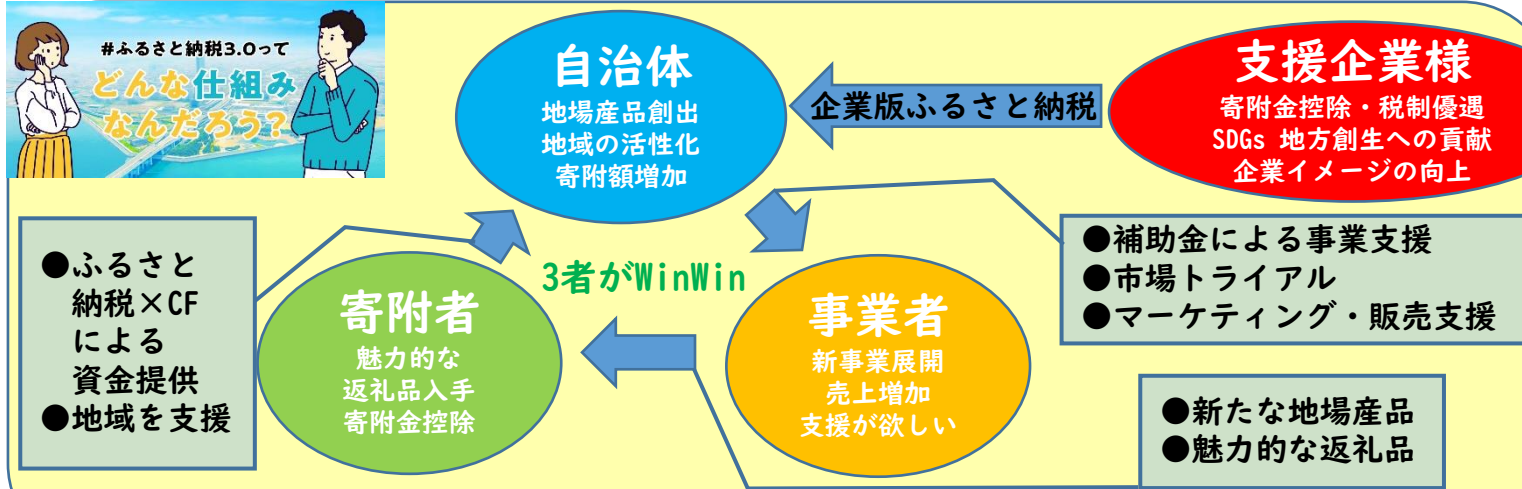 #ふるさと納税3.0って
どんな仕組み
なんだろう?
自治体
地場産品創出
地域の活性化
寄附額増加
企業版ふるさと納税
支援企業様
寄附金控除・税制優遇
SDGs 地方創生への貢献
企業イメージの向上
●ふるさと
納税×CF
による
資金提供
●地域を支援
3者がWinWin
寄附者
魅力的な
返礼品入手
寄附金控除
事業者
新事業展開
売上増加
支援が欲しい
●補助金による事業支援
●市場トライアル
●マーケティング・販売支援
●新たな地場産品
●魅力的な返礼品